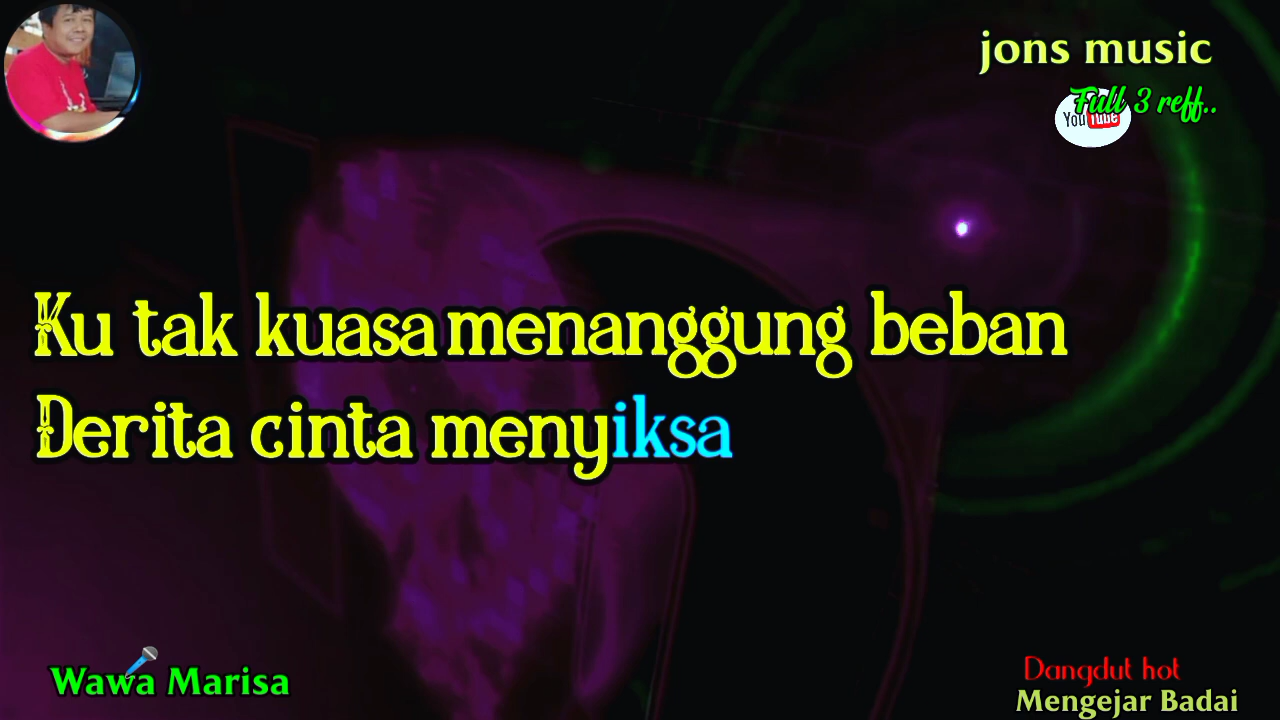 jons music
Full 3 reff..
YouTube
Ku tak kuasa menanggung beban
Derita cinta menyiksa
Wawa Marisa
Dangdut hot
Mengejar Badai